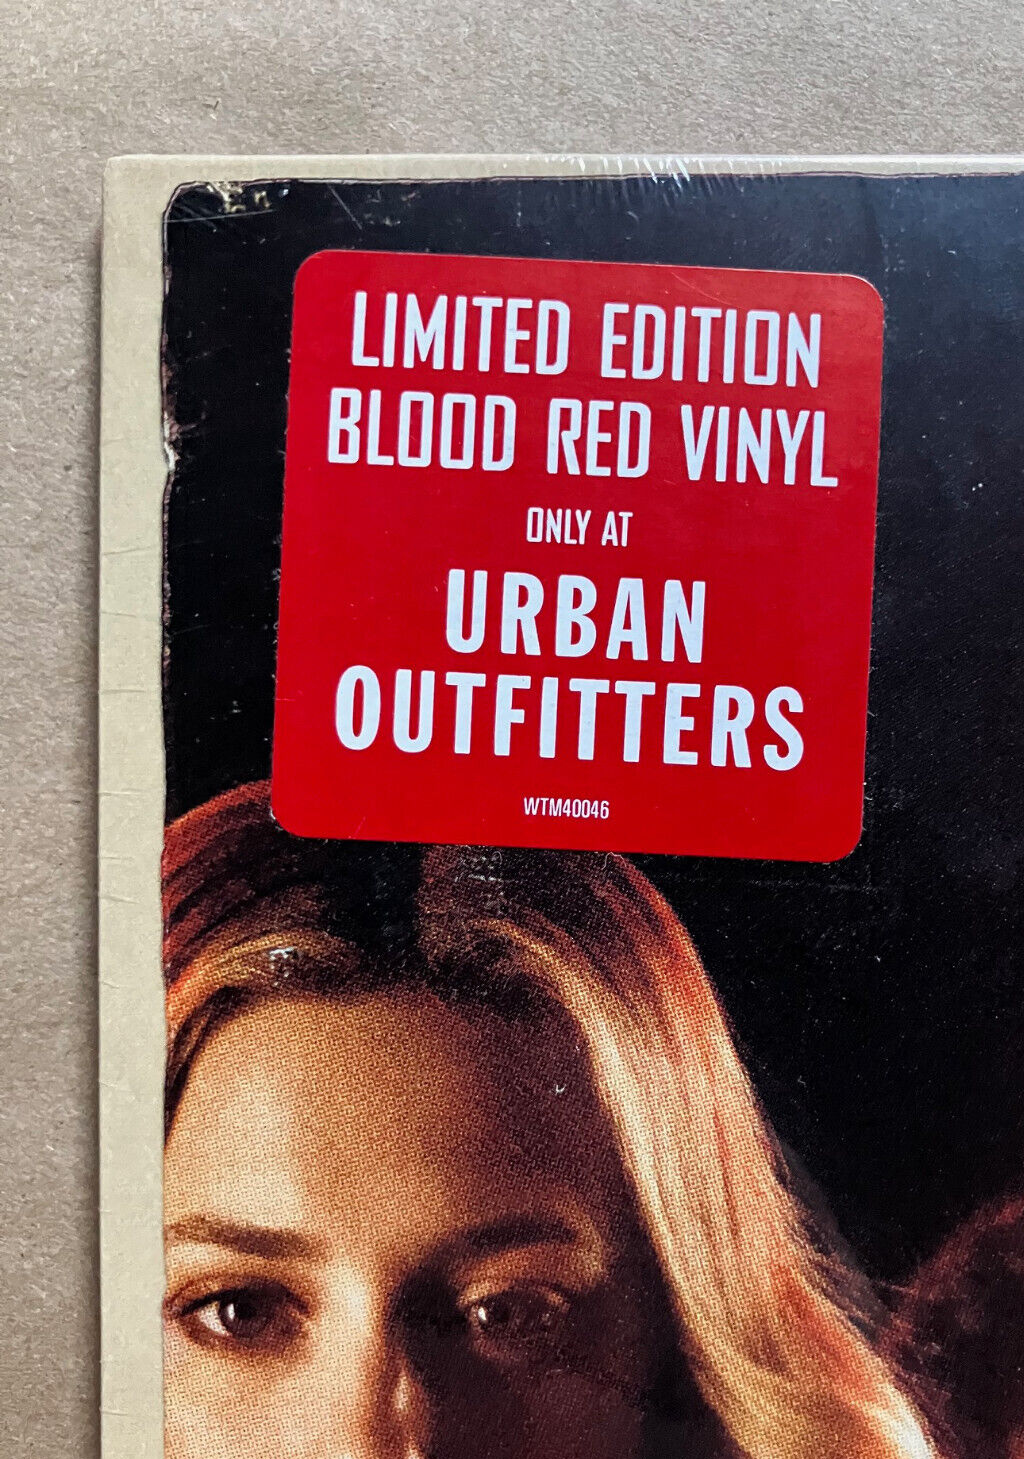 LIMITED EDITION
BLOOD RED VINYL
ONLY AT
URBAN
OUTFITTERS
WTM40046